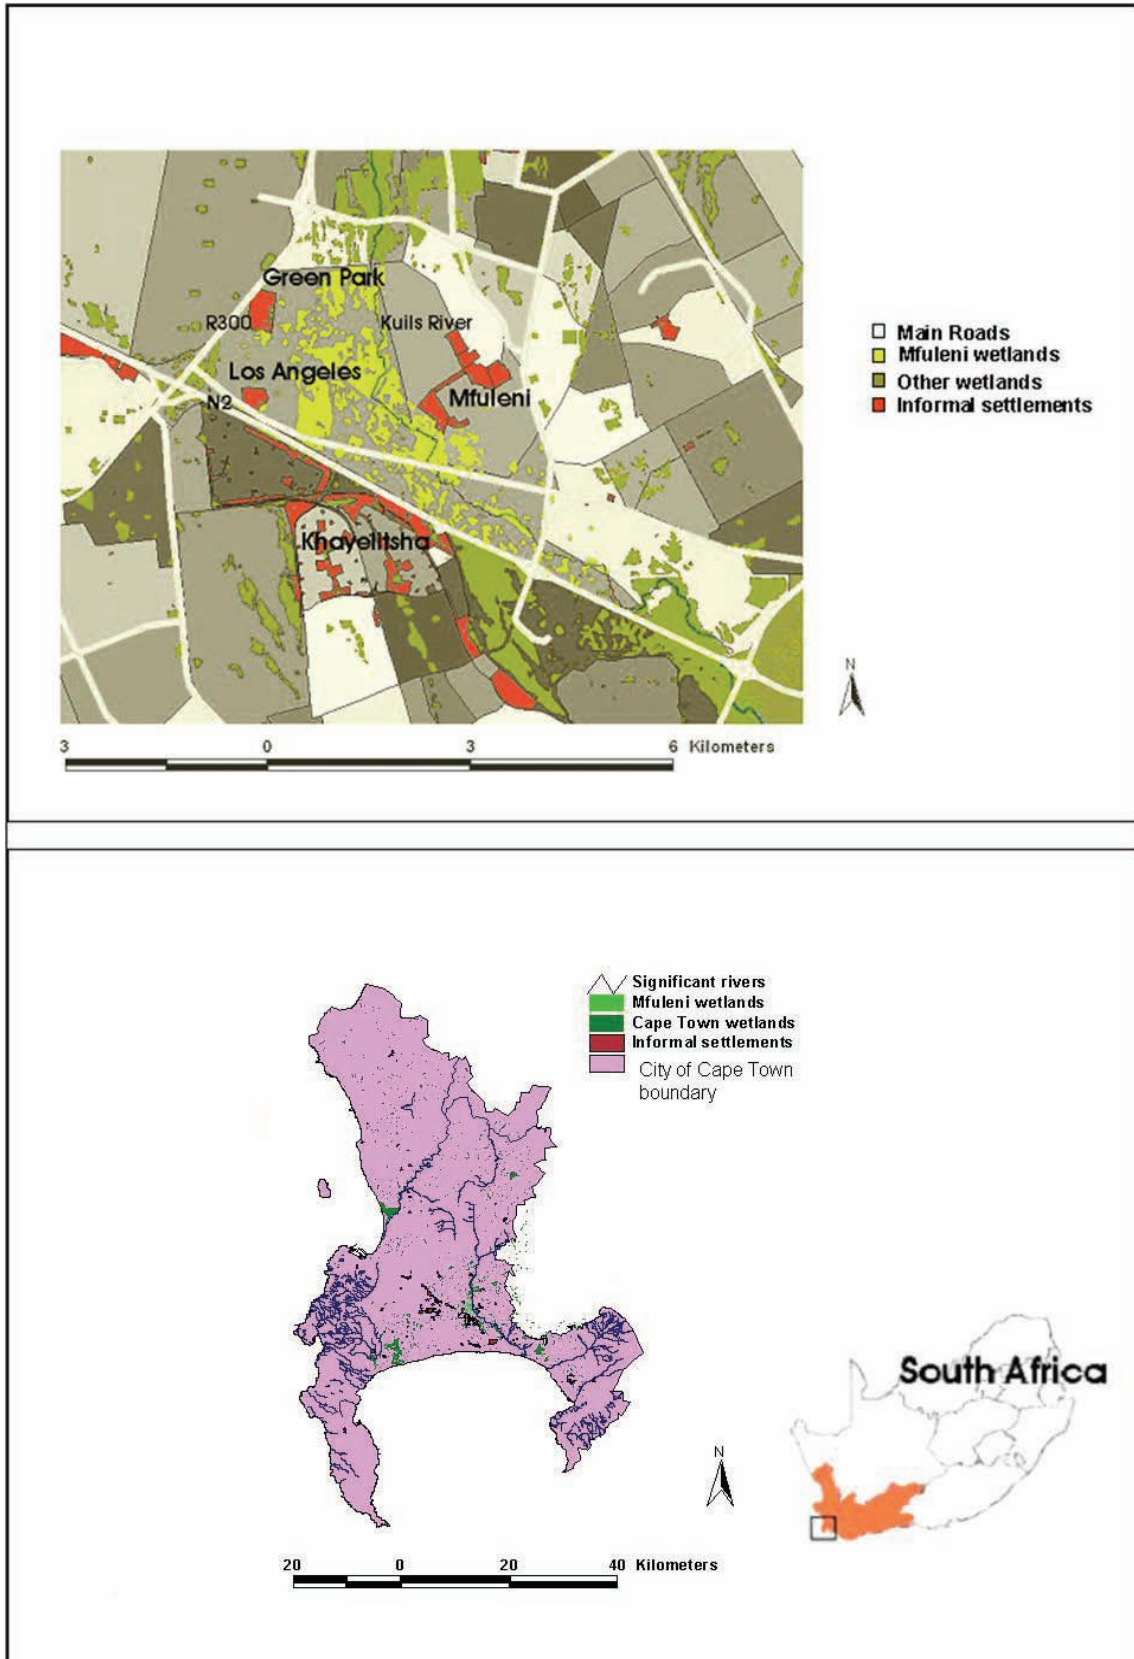 Green Park
R300
Kuils River
Los Angeles
N2
Mfuleni
Khayelitsha
Main Roads
Mfuleni wetlands
Other wetlands
Informal settlements
N
3 0 3 6 Kilometers
Significant rivers
Mfuleni wetlands
Cape Town wetlands
Informal settlements
City of Cape Town
boundary
South Africa
N
20 0 20 40 Kilometers